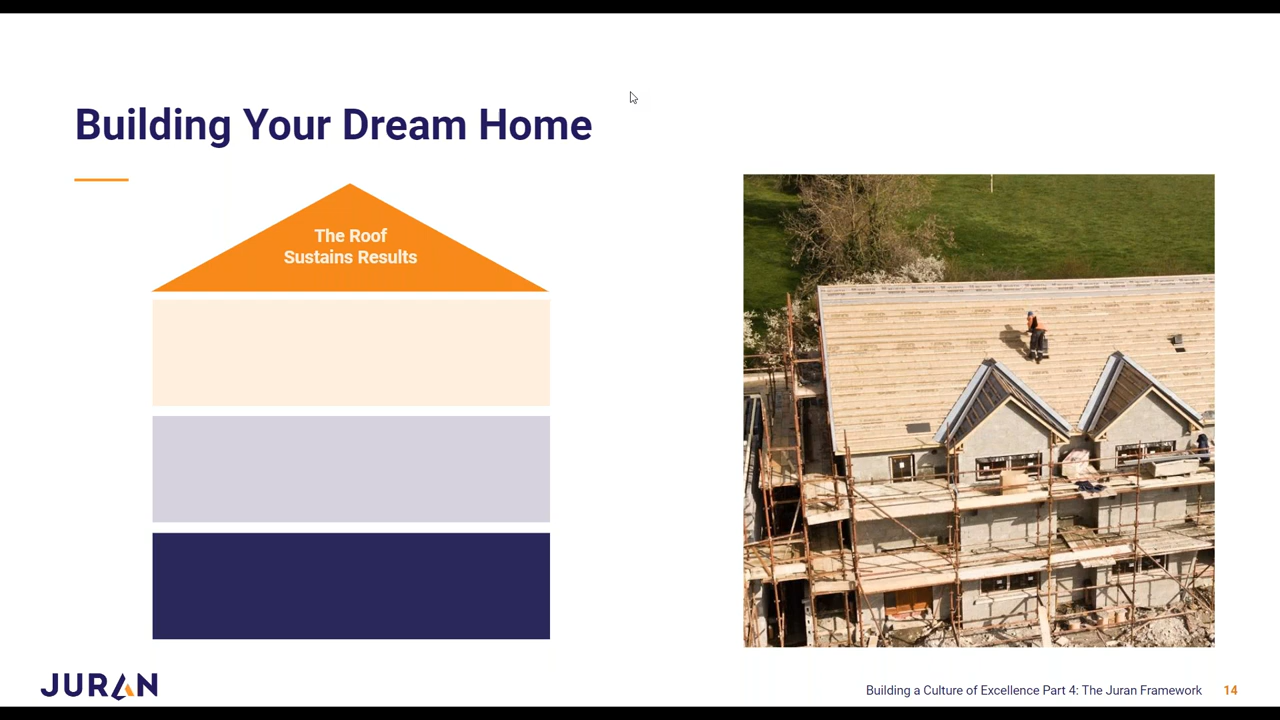 Building Your Dream Home
The Roof
Sustains Results
JURAN
Building a Culture of Excellence Part 4: The Juran Framework 14